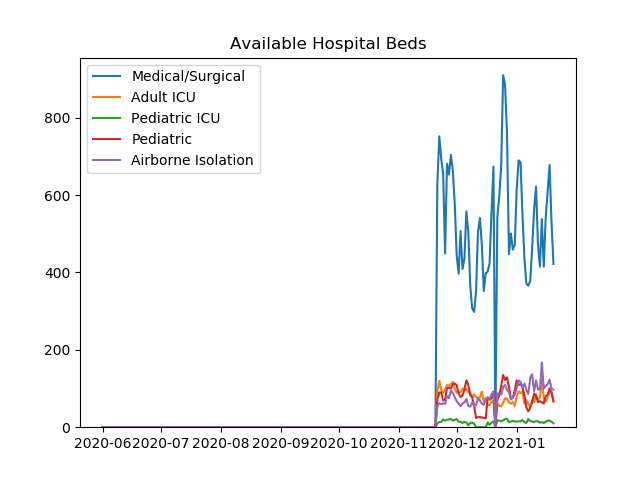 Available Hospital Beds
Medical/Surgical
Adult ICU
Pediatric ICU
Pediatric
Airborne Isolation
800
600
400
200
0
2020-06 2020-07 2020-08 2020-09 2020-10 2020-11 2020-12 2021-01